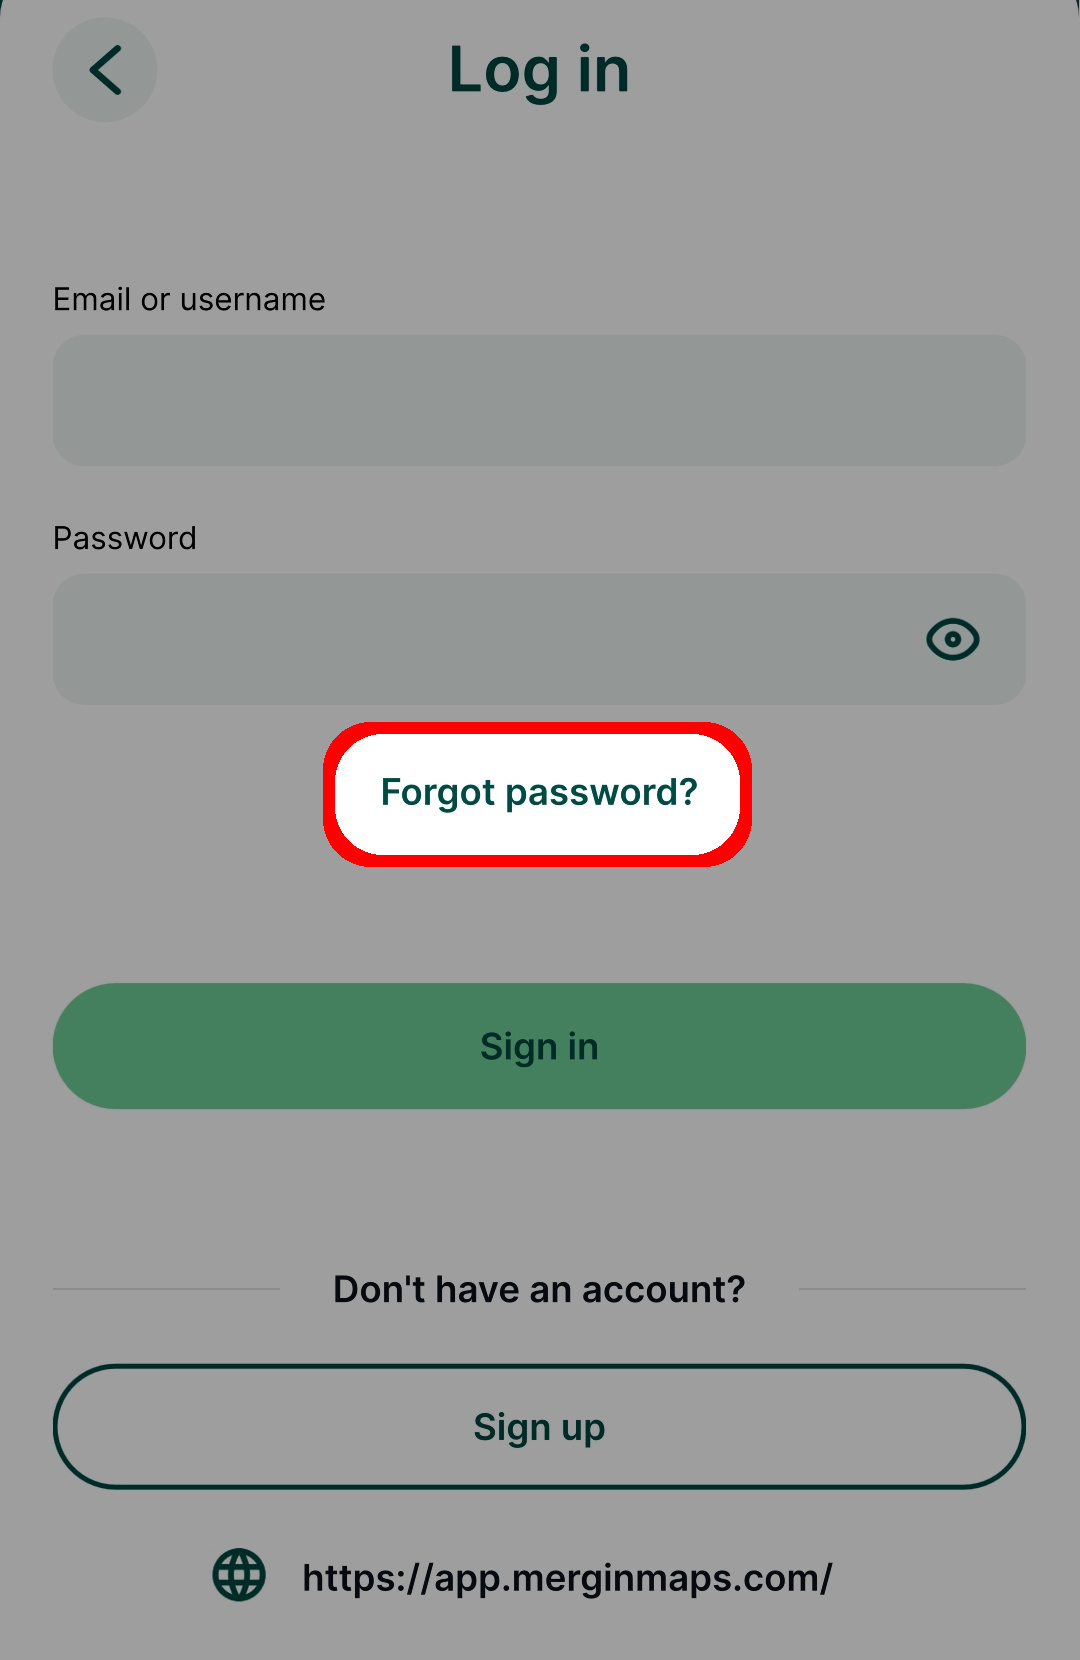 Log in
Email or username
Password
Forgot password?
Sign in
Don't have an account?
Sign up
https://app.merginmaps.com/